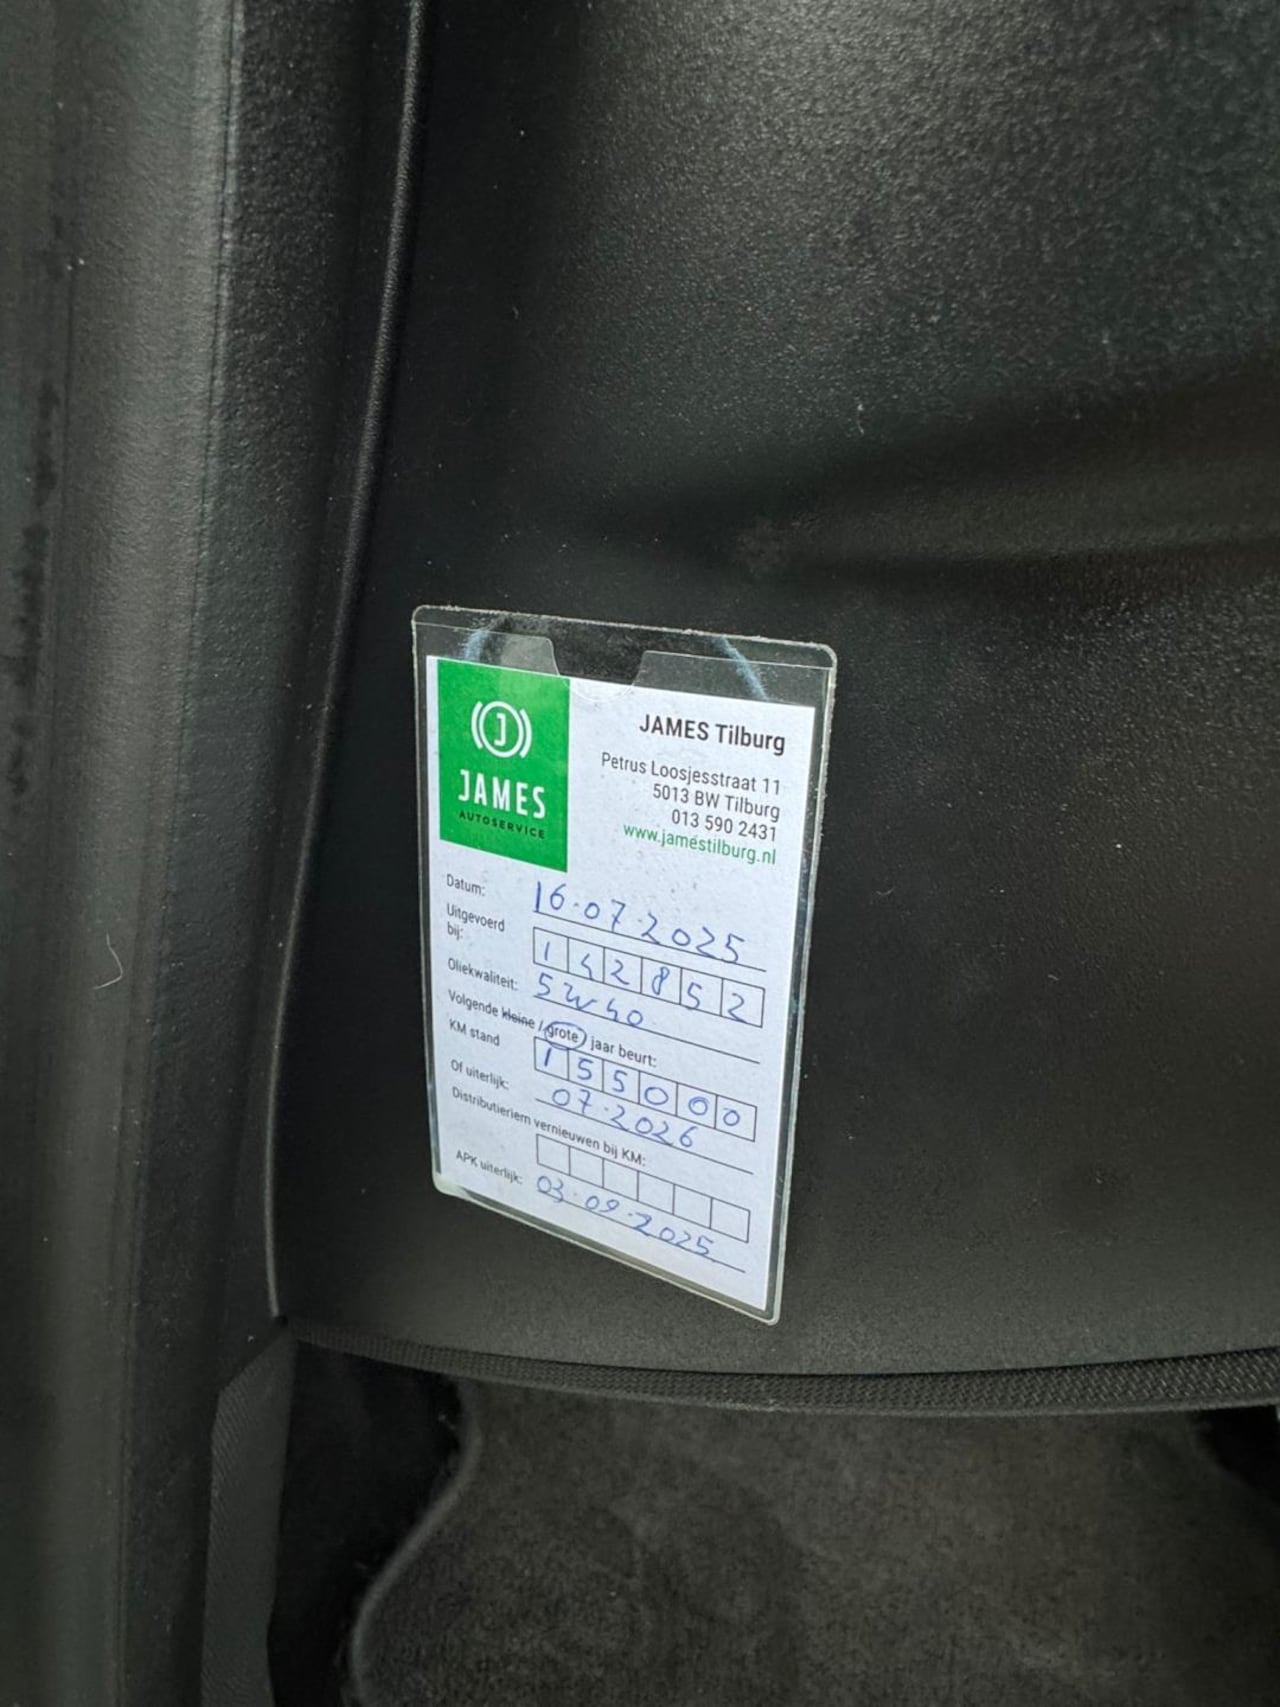 J
JAMES
AUTOSERVICE
JAMES Tilburg
Petrus Loosjesstraat 11
5013 BW Tilburg
013 590 2431
www.jamestilburg.nl
Datum: 16-07-2025
Uitgevoerd bij: 142852
Oliekwaliteit: 5W40
Volgende kleine / grote jaar beurt:
KM stand 155000
Of uiterlijk: 07-2026
Distributieriem vernieuwen bij KM:
APK uiterlijk: 03-09-2025